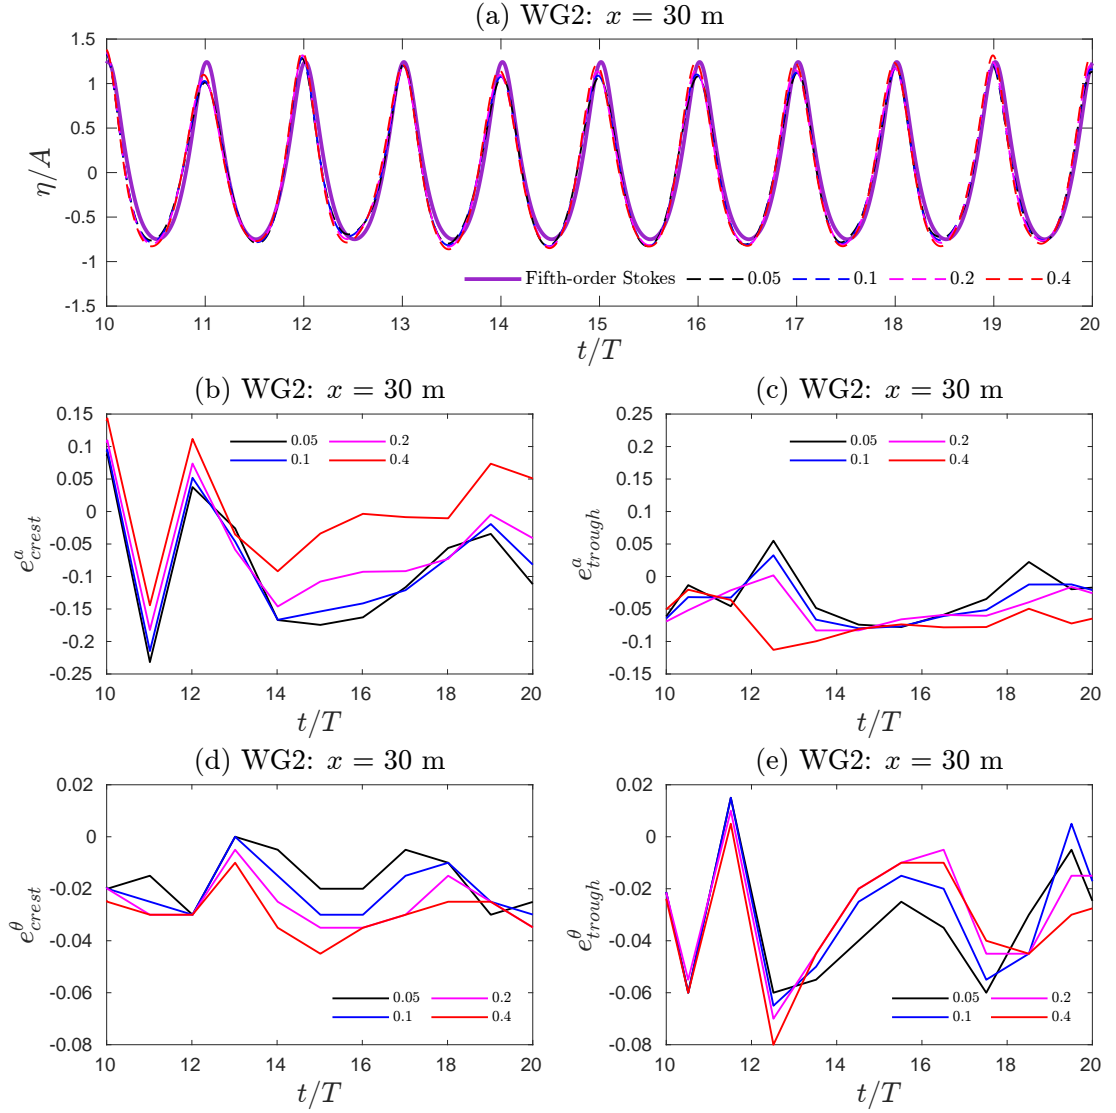 (a) WG2: x = 30 m
1.5
1
0.5
0
-0.5
-1
-1.5
η/A
Fifth-order Stokes 0.05 0.1 0.2 0.4
10 11 12 13 14 15 16 17 18 19 20
t/T
(b) WG2: x = 30 m
0.15
0.1
0.05
0
-0.05
-0.1
-0.15
-0.2
-0.25
e^a_crest
0.05 0.2
0.1 0.4
10 12 14 16 18 20
t/T
(c) WG2: x = 30 m
0.25
0.2
0.15
0.1
0.05
0
-0.05
-0.1
-0.15
e^a_trough
0.05 0.2
0.1 0.4
10 12 14 16 18 20
t/T
(d) WG2: x = 30 m
0.02
0
-0.02
-0.04
-0.06
-0.08
e^θ_crest
0.05 0.2
0.1 0.4
10 12 14 16 18 20
t/T
(e) WG2: x = 30 m
0.02
0
-0.02
-0.04
-0.06
-0.08
e^θ_trough
0.05 0.2
0.1 0.4
10 12 14 16 18 20
t/T